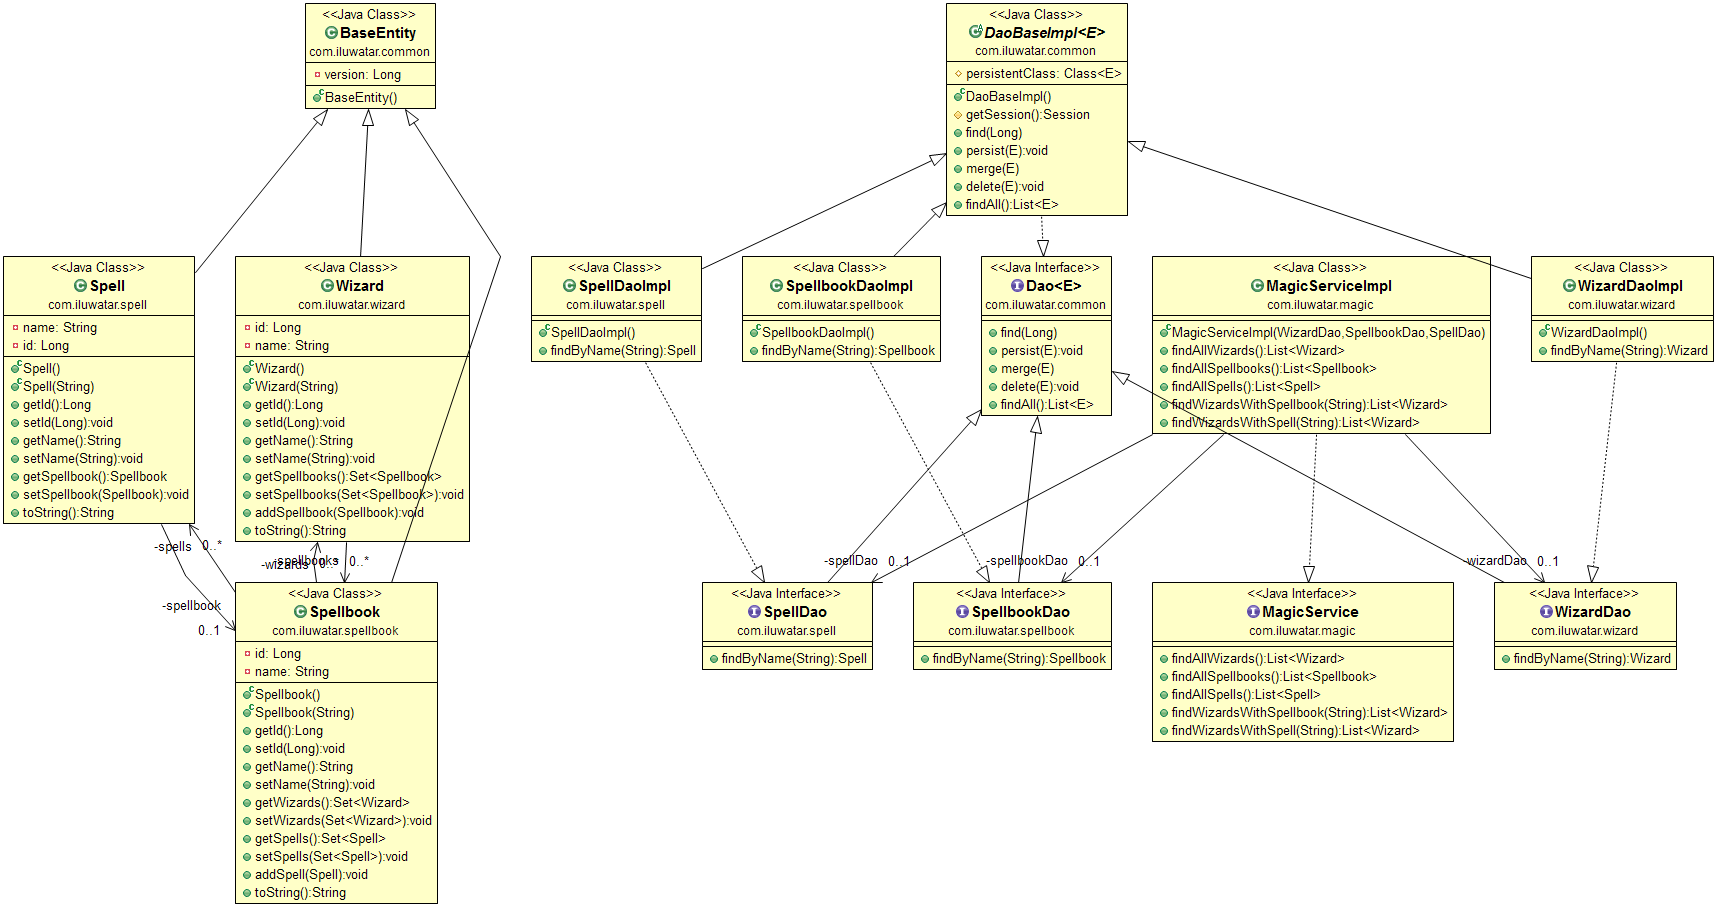 <<Java Class>>
BaseEntity
com.iluwatar.common
version: Long
BaseEntity()
<<Java Class>>
DaoBaseImpl<E>
com.iluwatar.common
persistentClass: Class<E>
DaoBaseImpl()
getSession():Session
find(Long)
persist(E):void
merge(E)
delete(E):void
findAll():List<E>
<<Java Class>>
Spell
com.iluwatar.spell
name: String
id: Long
Spell()
Spell(String)
getId():Long
setId(Long):void
getName():String
setName(String):void
getSpellbook():Spellbook
setSpellbook(Spellbook):void
toString():String
<<Java Class>>
Wizard
com.iluwatar.wizard
id: Long
name: String
Wizard()
Wizard(String)
getId():Long
setId(Long):void
getName():String
setName(String):void
getSpellbooks():Set<Spellbook>
setSpellbooks(Set<Spellbook>):void
addSpellbook(Spellbook):void
toString():String
<<Java Class>>
SpellDaoImpl
com.iluwatar.spell
SpellDaoImpl()
findByName(String):Spell
<<Java Class>>
SpellbookDaoImpl
com.iluwatar.spellbook
SpellbookDaoImpl()
findByName(String):Spellbook
<<Java Interface>>
Dao<E>
com.iluwatar.common
find(Long)
persist(E):void
merge(E)
delete(E):void
findAll():List<E>
<<Java Class>>
MagicServiceImpl
com.iluwatar.magic
MagicServiceImpl(WizardDao,SpellbookDao,SpellDao)
findAllWizards():List<Wizard>
findAllSpellbooks():List<Spellbook>
findAllSpells():List<Spell>
findWizardsWithSpellbook(String):List<Wizard>
findWizardsWithSpell(String):List<Wizard>
<<Java Class>>
WizardDaoImpl
com.iluwatar.wizard
WizardDaoImpl()
findByName(String):Wizard
-spells 0..*
-wizards 0..*
-spellbooks 0..*
-spellbook
0..1
-spellDao 0..1
-spellbookDao 0..1
-wizardDao 0..1
<<Java Class>>
Spellbook
com.iluwatar.spellbook
id: Long
name: String
Spellbook()
Spellbook(String)
getId():Long
setId(Long):void
getName():String
setName(String):void
getWizards():Set<Wizard>
setWizards(Set<Wizard>):void
getSpells():Set<Spell>
setSpells(Set<Spell>):void
addSpell(Spell):void
toString():String
<<Java Interface>>
SpellDao
com.iluwatar.spell
findByName(String):Spell
<<Java Interface>>
SpellbookDao
com.iluwatar.spellbook
findByName(String):Spellbook
<<Java Interface>>
MagicService
com.iluwatar.magic
findAllWizards():List<Wizard>
findAllSpellbooks():List<Spellbook>
findAllSpells():List<Spell>
findWizardsWithSpellbook(String):List<Wizard>
findWizardsWithSpell(String):List<Wizard>
<<Java Interface>>
WizardDao
com.iluwatar.wizard
findByName(String):Wizard